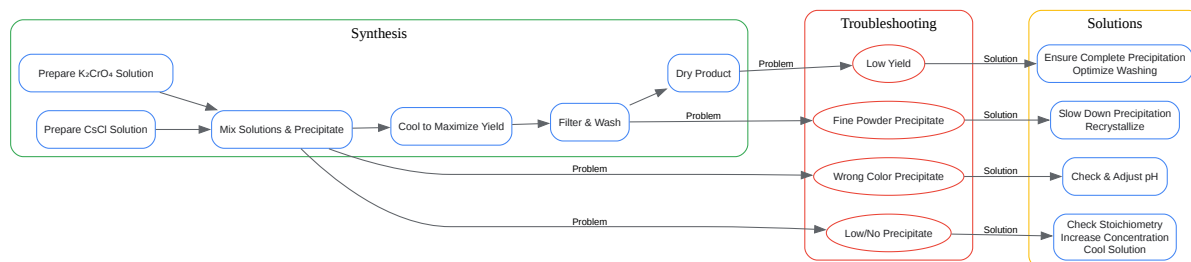 Synthesis
Troubleshooting
Solutions
Prepare K₂CrO₄ Solution
Prepare CsCl Solution
Mix Solutions & Precipitate
Cool to Maximize Yield
Filter & Wash
Dry Product
Problem
Low Yield
Solution
Ensure Complete Precipitation
Optimize Washing
Problem
Fine Powder Precipitate
Solution
Slow Down Precipitation
Recrystallize
Problem
Wrong Color Precipitate
Solution
Check & Adjust pH
Problem
Low/No Precipitate
Solution
Check Stoichiometry
Increase Concentration
Cool Solution